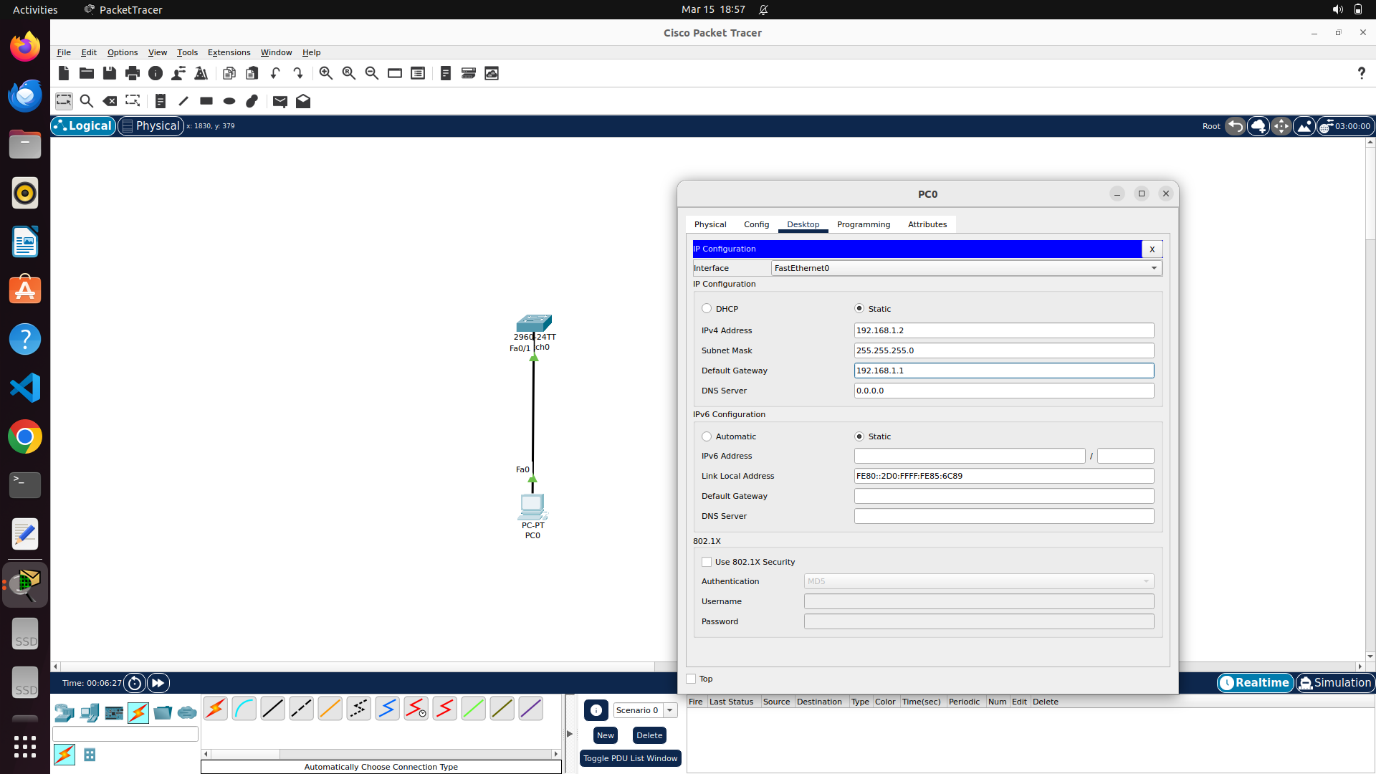 Activities PacketTracer Mar 15 18:57
Cisco Packet Tracer
File Edit Options View Tools Extensions Window Help
?
Logical Physical x: 1830, y: 379 Root 03:00:00
PC0
Physical Config Desktop Programming Attributes
IP Configuration X
Interface FastEthernet0
IP Configuration
DHCP Static
IPv4 Address 192.168.1.2
Subnet Mask 255.255.255.0
Default Gateway 192.168.1.1
DNS Server 0.0.0.0
IPv6 Configuration
Automatic Static
IPv6 Address /
Link Local Address FE80::2D0:FFFF:FE85:6C89
Default Gateway
DNS Server
802.1X
Use 802.1X Security
Authentication MD5
Username
Password
Top
2960-24TT
Fa0/1 ch0
Fa0
PC-PT
PC0
SSD
SSD
Time: 00:06:27 Realtime Simulation
Scenario 0
New Delete
Toggle PDU List Window
Fire Last Status Source Destination Type Color Time(sec) Periodic Num Edit Delete
Automatically Choose Connection Type